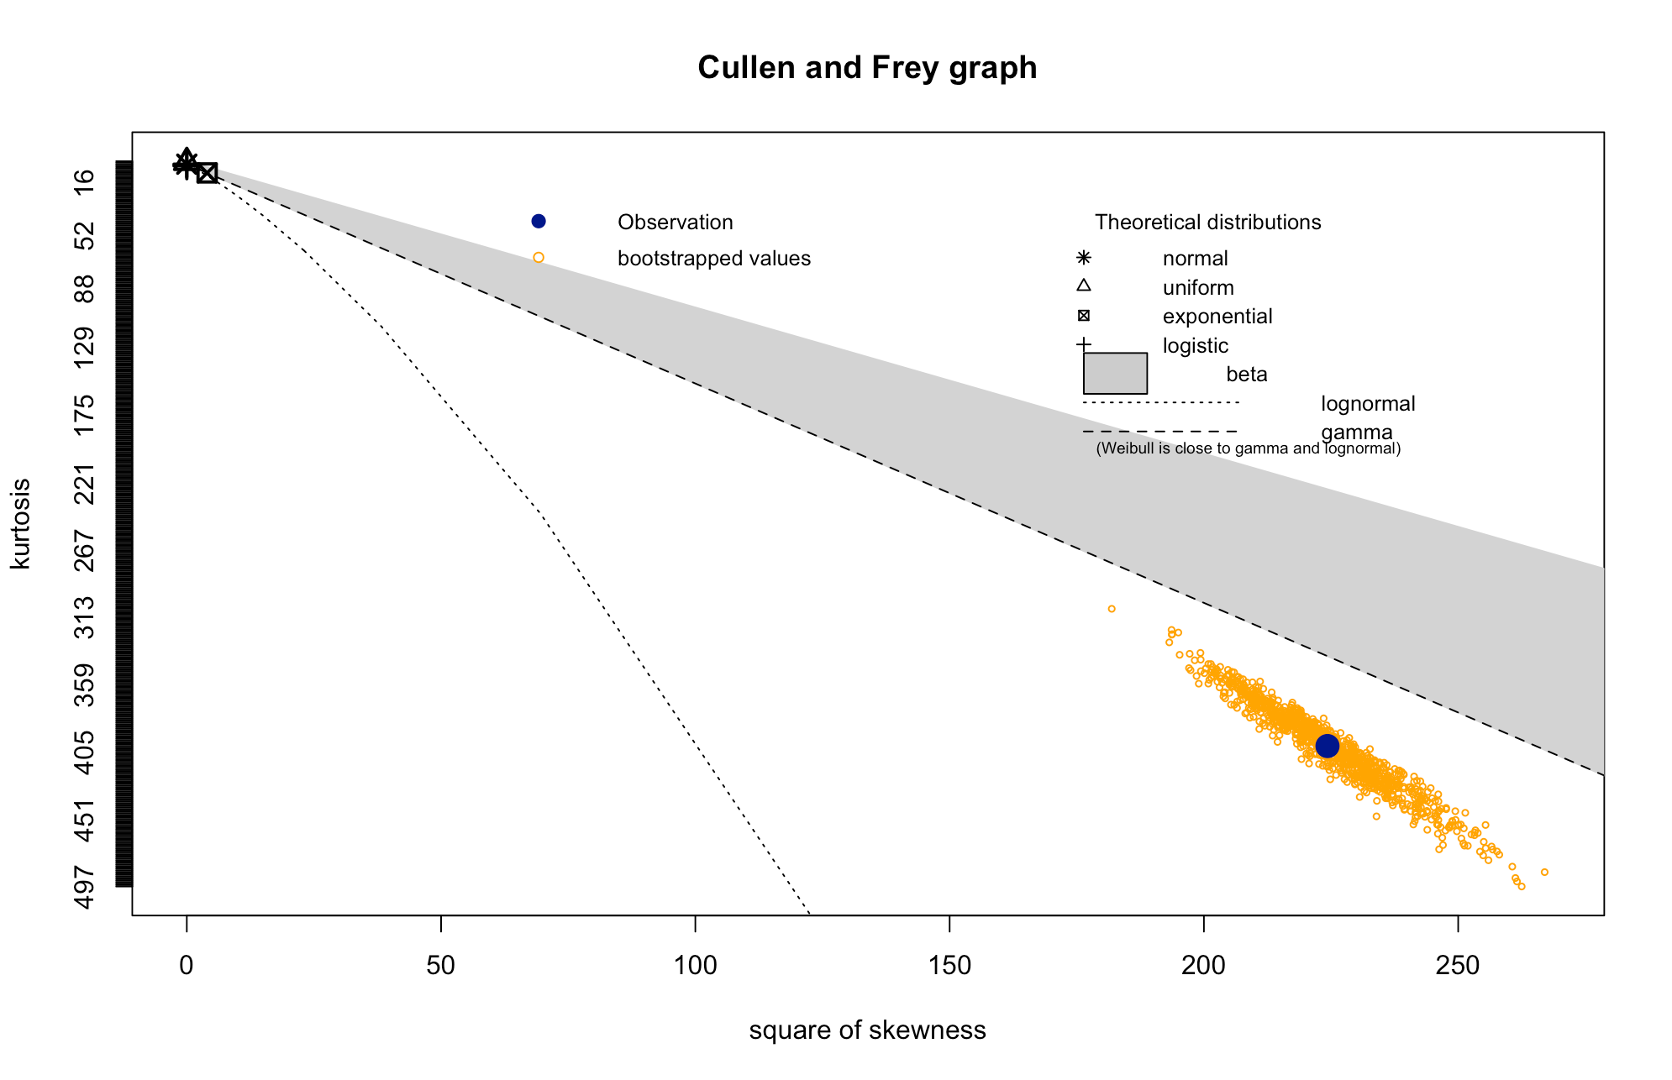 Cullen and Frey graph
Observation
bootstrapped values
Theoretical distributions
normal
uniform
exponential
logistic
beta
lognormal
gamma
(Weibull is close to gamma and lognormal)
kurtosis
16
52
88
129
175
221
267
313
359
405
451
497
0 50 100 150 200 250
square of skewness